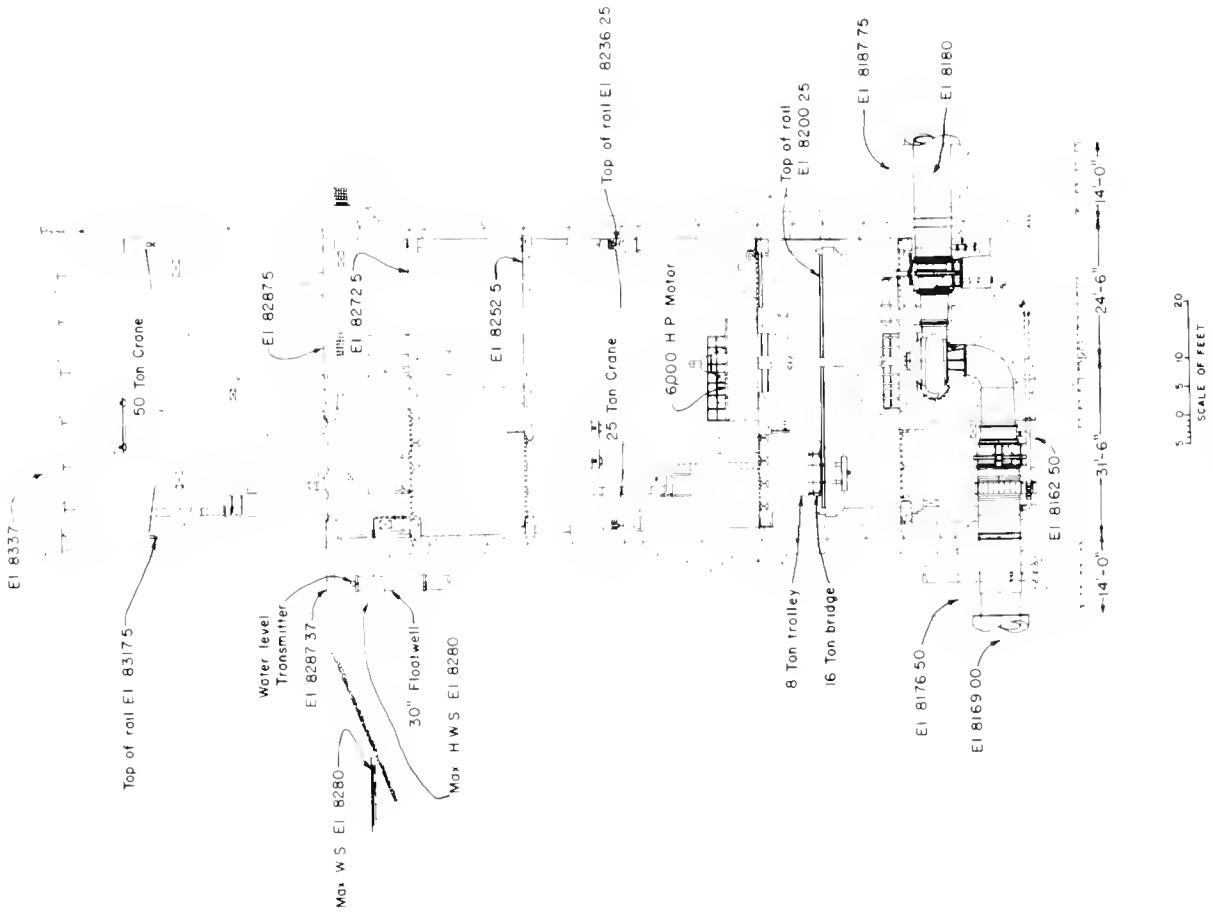 El 8337
50 Ton Crane
Top of rail El 8317.5
El 8287.5
Water level
Transmitter
El 8287.37
El 8272.5
30" Floatwell
Max W S El 8280
Max H W S El 8280
El 8252.5
Top of rail El 8236.25
25 Ton Crane
6,000 H P Motor
Top of rail
El 8200.25
8 Ton trolley
16 Ton bridge
El 8187.75
El 8180
El 8176.50
El 8169.00
El 8162.50
14'-0"
31'-6"
24'-6"
14'-0"
5 0 5 10 20
SCALE OF FEET